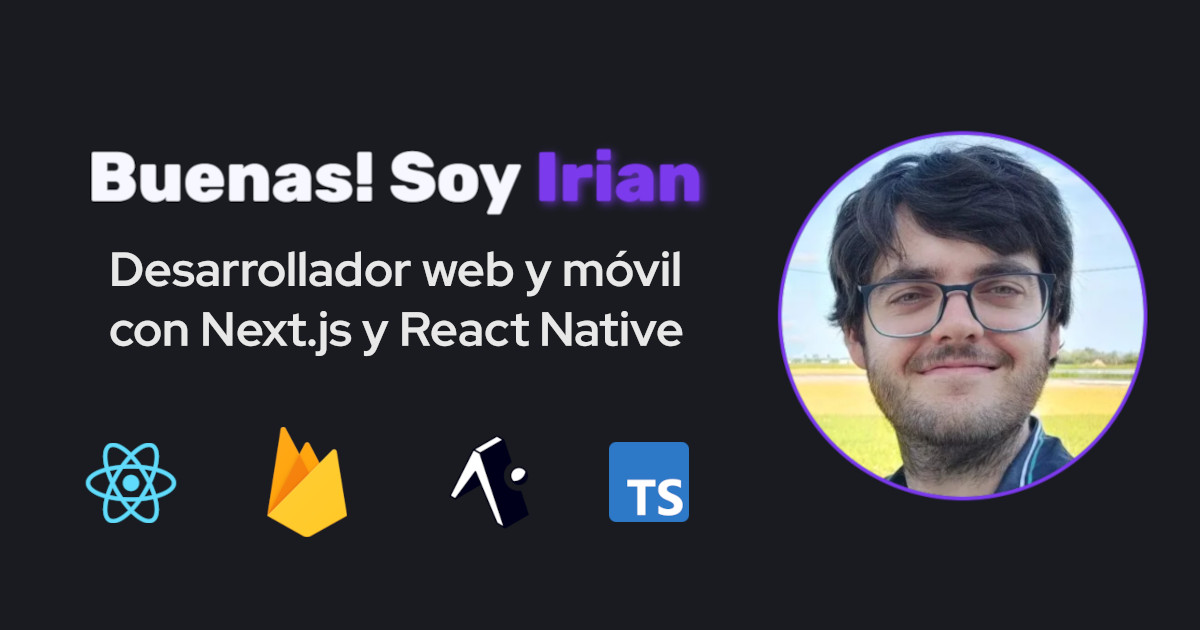 Buenas! Soy Irian
Desarrollador web y móvil
con Next.js y React Native
TS